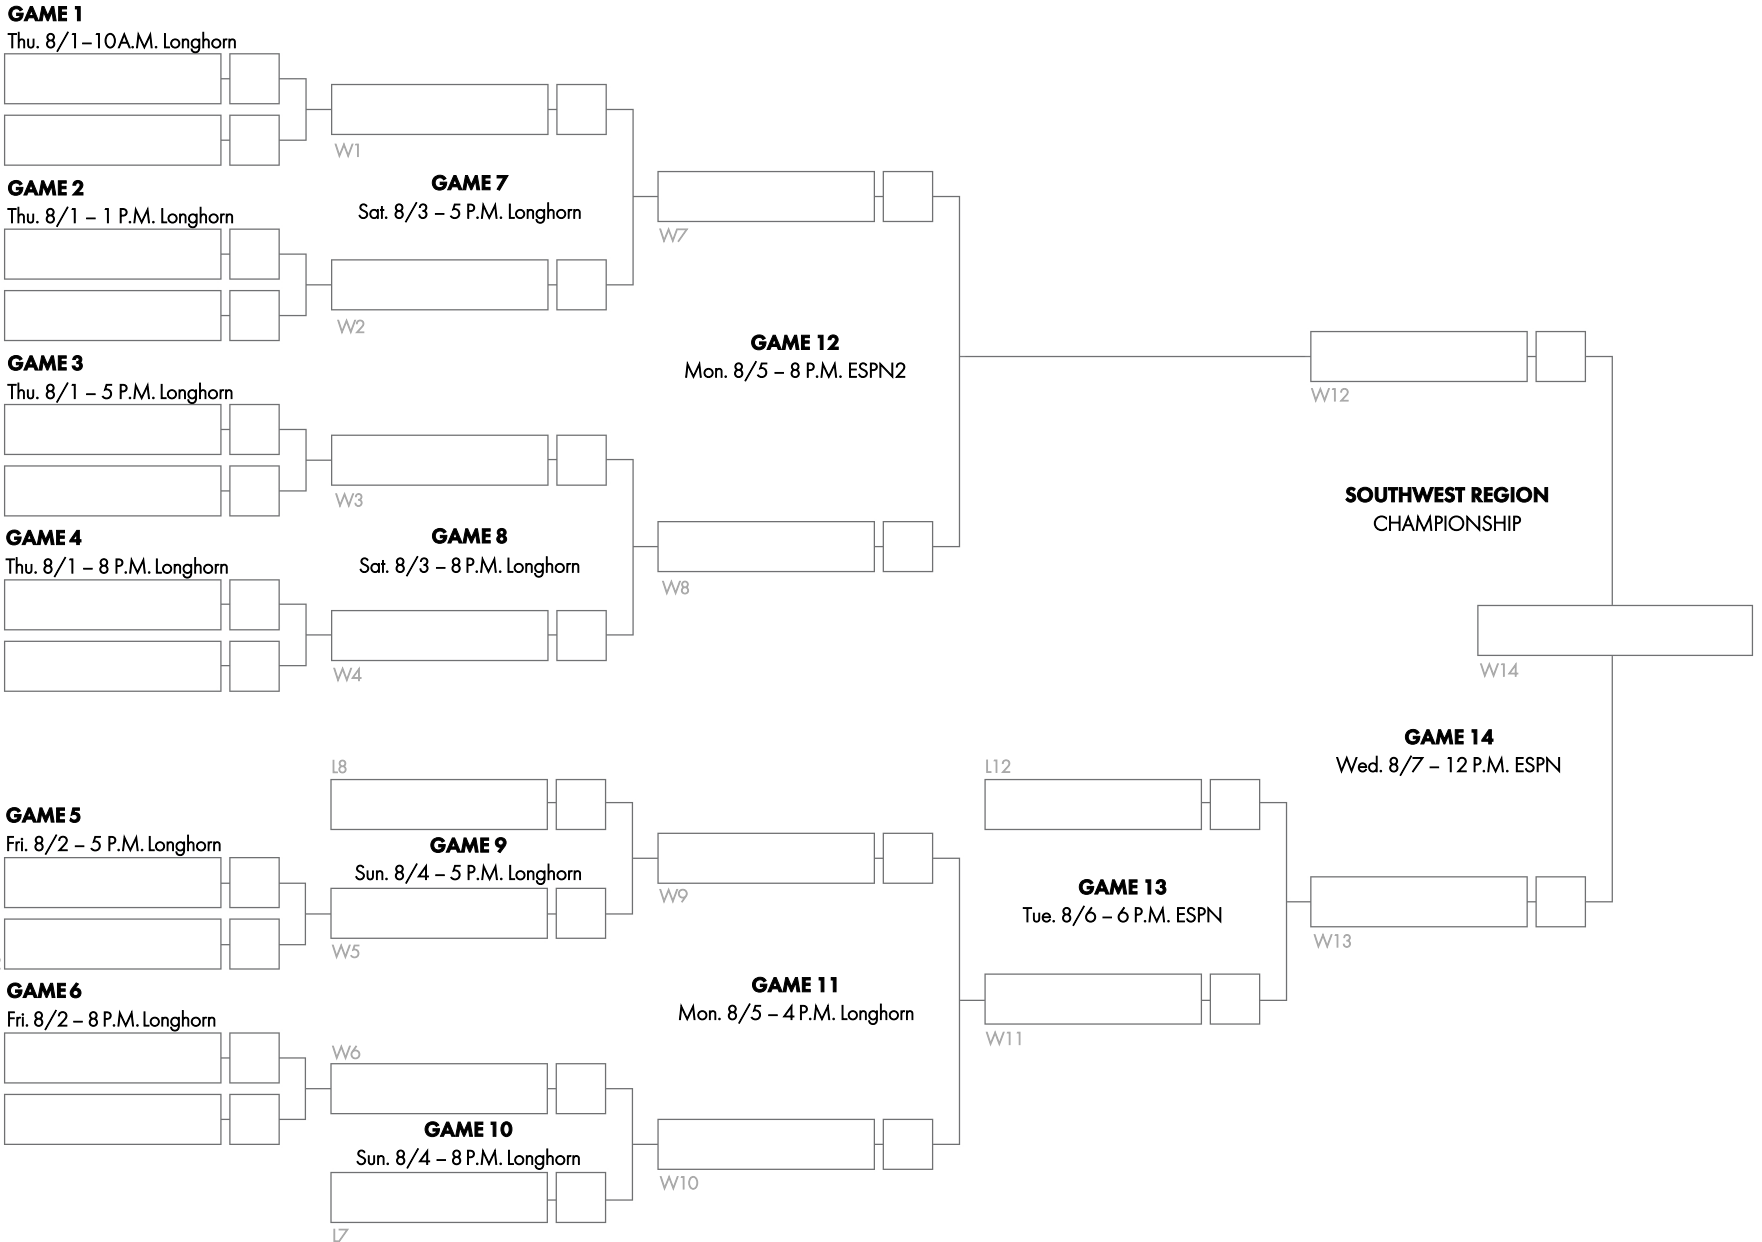 GAME 1
Thu. 8/1–10A.M. Longhorn
W1
GAME 2
Thu. 8/1 – 1 P.M. Longhorn
GAME 7
Sat. 8/3 – 5 P.M. Longhorn
W7
W2
GAME 3
Thu. 8/1 – 5 P.M. Longhorn
GAME 12
Mon. 8/5 – 8 P.M. ESPN2
W12
W3
SOUTHWEST REGION
CHAMPIONSHIP
GAME 4
Thu. 8/1 – 8 P.M. Longhorn
GAME 8
Sat. 8/3 – 8 P.M. Longhorn
W8
W4
W14
GAME 14
Wed. 8/7 – 12 P.M. ESPN
L8
L12
GAME 5
Fri. 8/2 – 5 P.M. Longhorn
GAME 9
Sun. 8/4 – 5 P.M. Longhorn
W9
GAME 13
Tue. 8/6 – 6 P.M. ESPN
W13
W5
GAME 6
Fri. 8/2 – 8 P.M. Longhorn
GAME 11
Mon. 8/5 – 4 P.M. Longhorn
W11
W6
GAME 10
Sun. 8/4 – 8 P.M. Longhorn
W10
L7